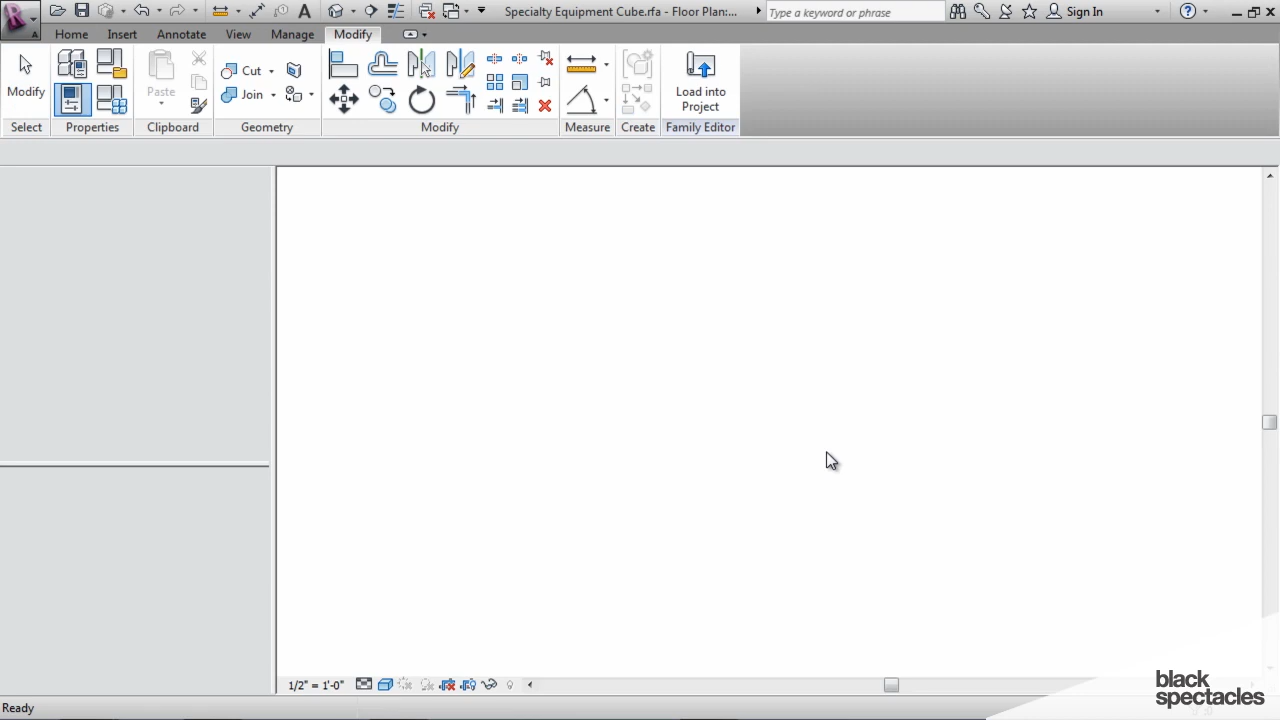 Specialty Equipment Cube.rfa - Floor Plan:...
Type a keyword or phrase
Sign In
Home Insert Annotate View Manage Modify
Modify
Paste
Cut
Join
Load into
Project
Select Properties Clipboard Geometry Modify Measure Create Family Editor
1/2" = 1'-0"
black
spectacles
Ready